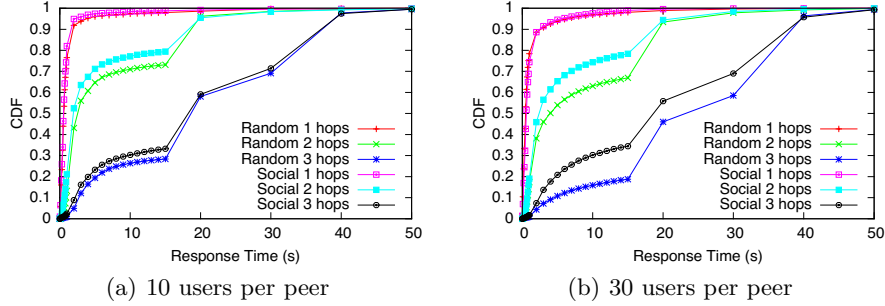 1
0.9
0.8
0.7
0.6
0.5
0.4
0.3
0.2
0.1
0
CDF
Random 1 hops
Random 2 hops
Random 3 hops
Social 1 hops
Social 2 hops
Social 3 hops
0 10 20 30 40 50
Response Time (s)
(a) 10 users per peer
1
0.9
0.8
0.7
0.6
0.5
0.4
0.3
0.2
0.1
0
CDF
Random 1 hops
Random 2 hops
Random 3 hops
Social 1 hops
Social 2 hops
Social 3 hops
0 10 20 30 40 50
Response Time (s)
(b) 30 users per peer